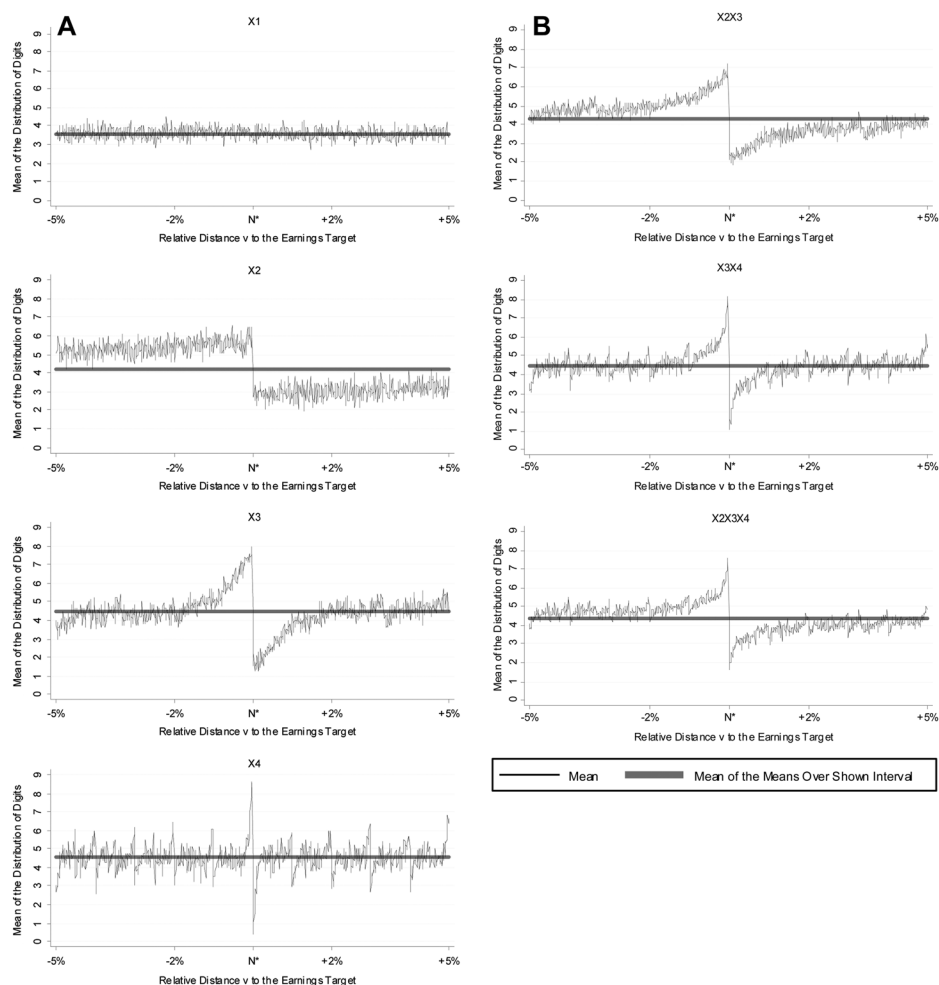 A
X1
Mean of the Distribution of Digits
9
8
7
6
5
4
3
2
1
0
-5% -2% N* +2% +5%
Relative Distance v to the Earnings Target
X2
Mean of the Distribution of Digits
9
8
7
6
5
4
3
2
1
0
-5% -2% N* +2% +5%
Relative Distance v to the Earnings Target
X3
Mean of the Distribution of Digits
9
8
7
6
5
4
3
2
1
0
-5% -2% N* +2% +5%
Relative Distance v to the Earnings Target
X4
Mean of the Distribution of Digits
9
8
7
6
5
4
3
2
1
0
-5% -2% N* +2% +5%
Relative Distance v to the Earnings Target
B
X2X3
Mean of the Distribution of Digits
9
8
7
6
5
4
3
2
1
0
-5% -2% N* +2% +5%
Relative Distance v to the Earnings Target
X3X4
Mean of the Distribution of Digits
9
8
7
6
5
4
3
2
1
0
-5% -2% N* +2% +5%
Relative Distance v to the Earnings Target
X2X3X4
Mean of the Distribution of Digits
9
8
7
6
5
4
3
2
1
0
-5% -2% N* +2% +5%
Relative Distance v to the Earnings Target
Mean Mean of the Means Over Shown Interval